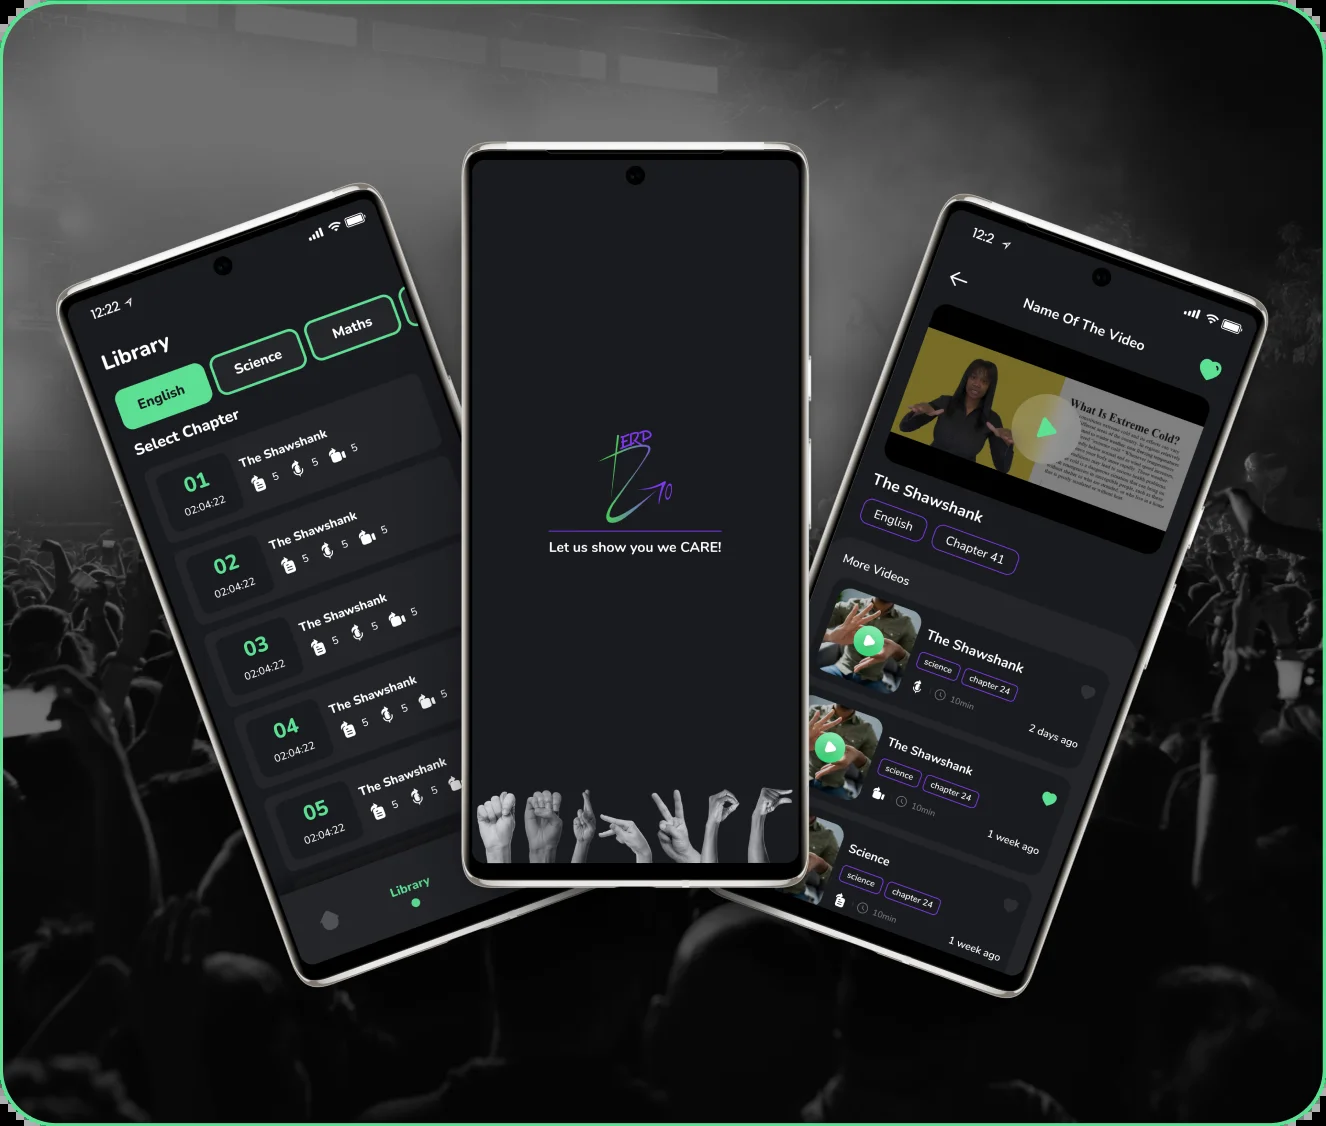 12:22
Library
English
Science
Maths
Select Chapter
01
02:04:22
The Shawshank
5 5 5
02
02:04:22
The Shawshank
5 5 5
03
02:04:22
The Shawshank
5 5 5
04
02:04:22
The Shawshank
5 5 5
05
02:04:22
The Shawshank
5 5
Library
ZERO
TO
Let us show you we CARE!
12:2
Name Of The Video
What Is Extreme Cold?
The Shawshank
English
Chapter 41
More Videos
The Shawshank
science
chapter 24
10min
2 days ago
The Shawshank
science
chapter 24
10min
1 week ago
Science
science
chapter 24
10min
1 week ago